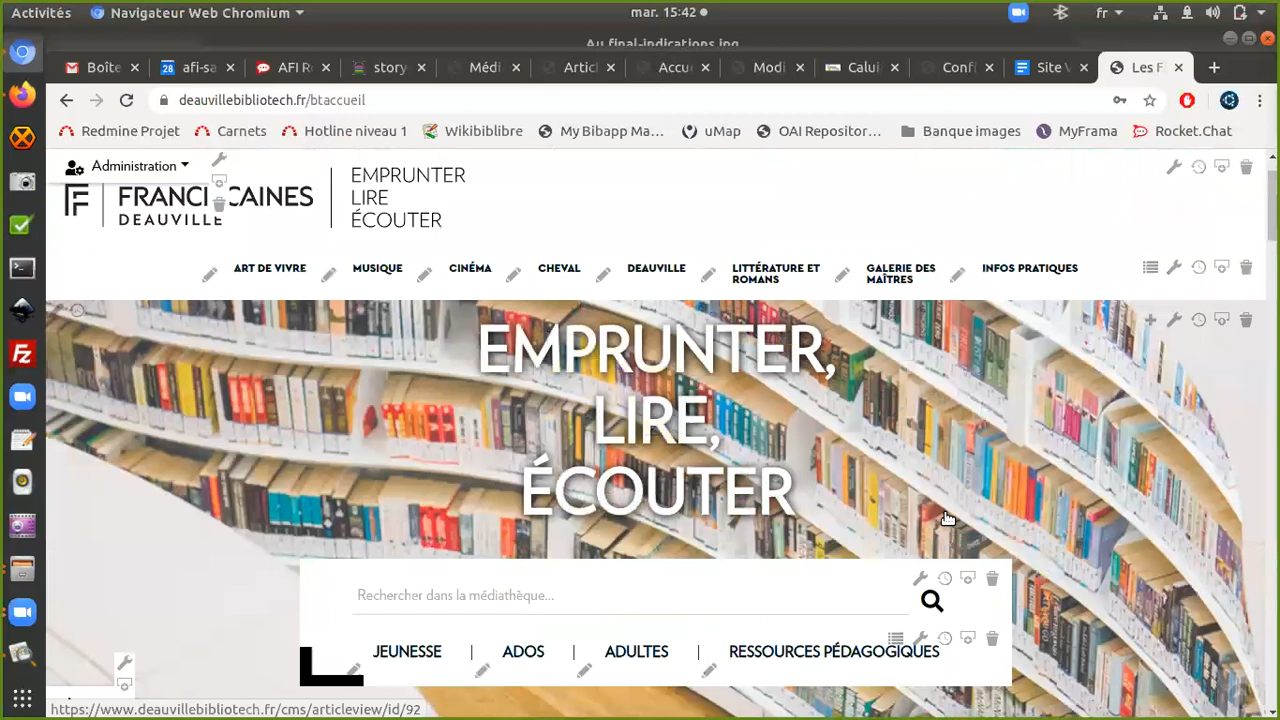 Activités
Navigateur Web Chromium
mar. 15:42
fr
Au final-indications.jpg
Boîte
28 afi-sa
AFI R
story-
Médi
Articl
Accu
Modi
Calui
Confi
Site V
Les F
deauvillebibliotech.fr/btaccueil
Redmine Projet
Carnets
Hotline niveau 1
Wikibiblibre
My Bibapp Ma...
uMap
OAI Repositor...
Banque images
MyFrama
Rocket.Chat
Administration
FRANCISCAINES
DEAUVILLE
EMPRUNTER
LIRE
ÉCOUTER
ART DE VIVRE
MUSIQUE
CINÉMA
CHEVAL
DEAUVILLE
LITTÉRATURE ET
ROMANS
GALERIE DES
MAÎTRES
INFOS PRATIQUES
EMPRUNTER,
LIRE,
ÉCOUTER
Rechercher dans la médiathèque...
JEUNESSE | ADOS | ADULTES | RESSOURCES PÉDAGOGIQUES
https://www.deauvillebibliotech.fr/cms/articleview/id/92